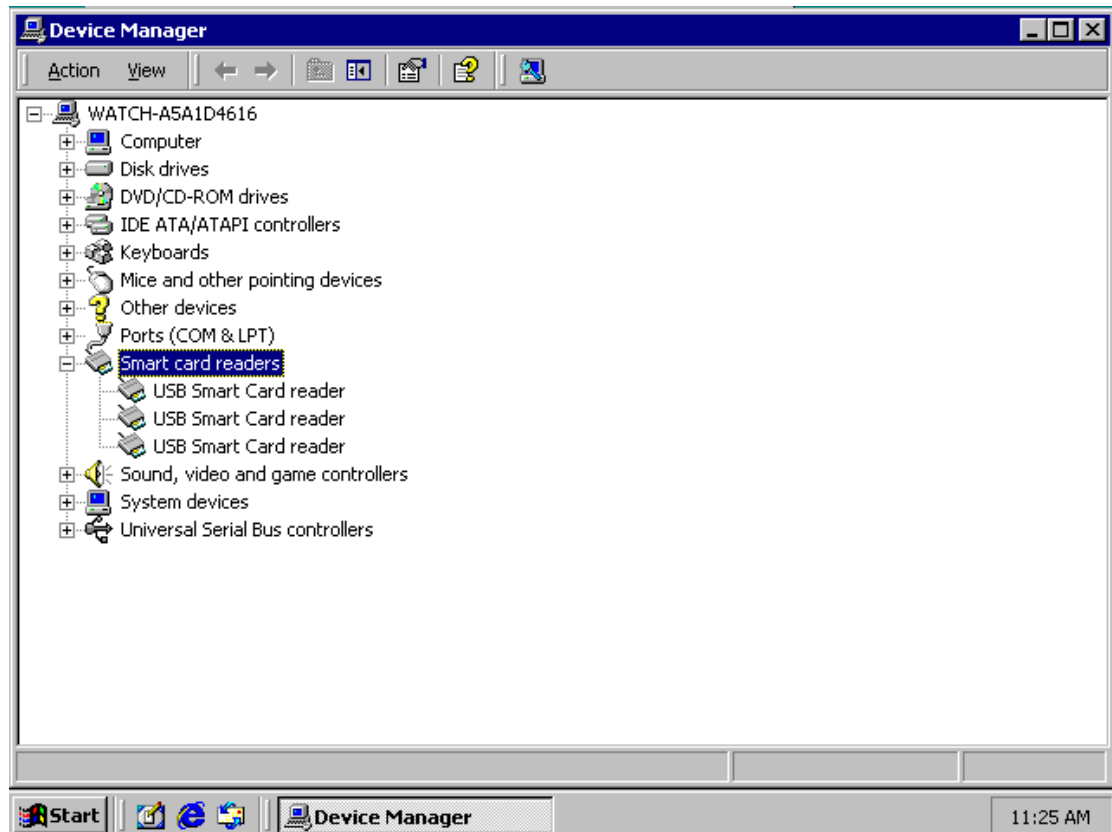 Device Manager
Action View
WATCH-A5A1D4616
Computer
Disk drives
DVD/CD-ROM drives
IDE ATA/ATAPI controllers
Keyboards
Mice and other pointing devices
Other devices
Ports (COM & LPT)
Smart card readers
USB Smart Card reader
USB Smart Card reader
USB Smart Card reader
Sound, video and game controllers
System devices
Universal Serial Bus controllers
Start Device Manager 11:25 AM